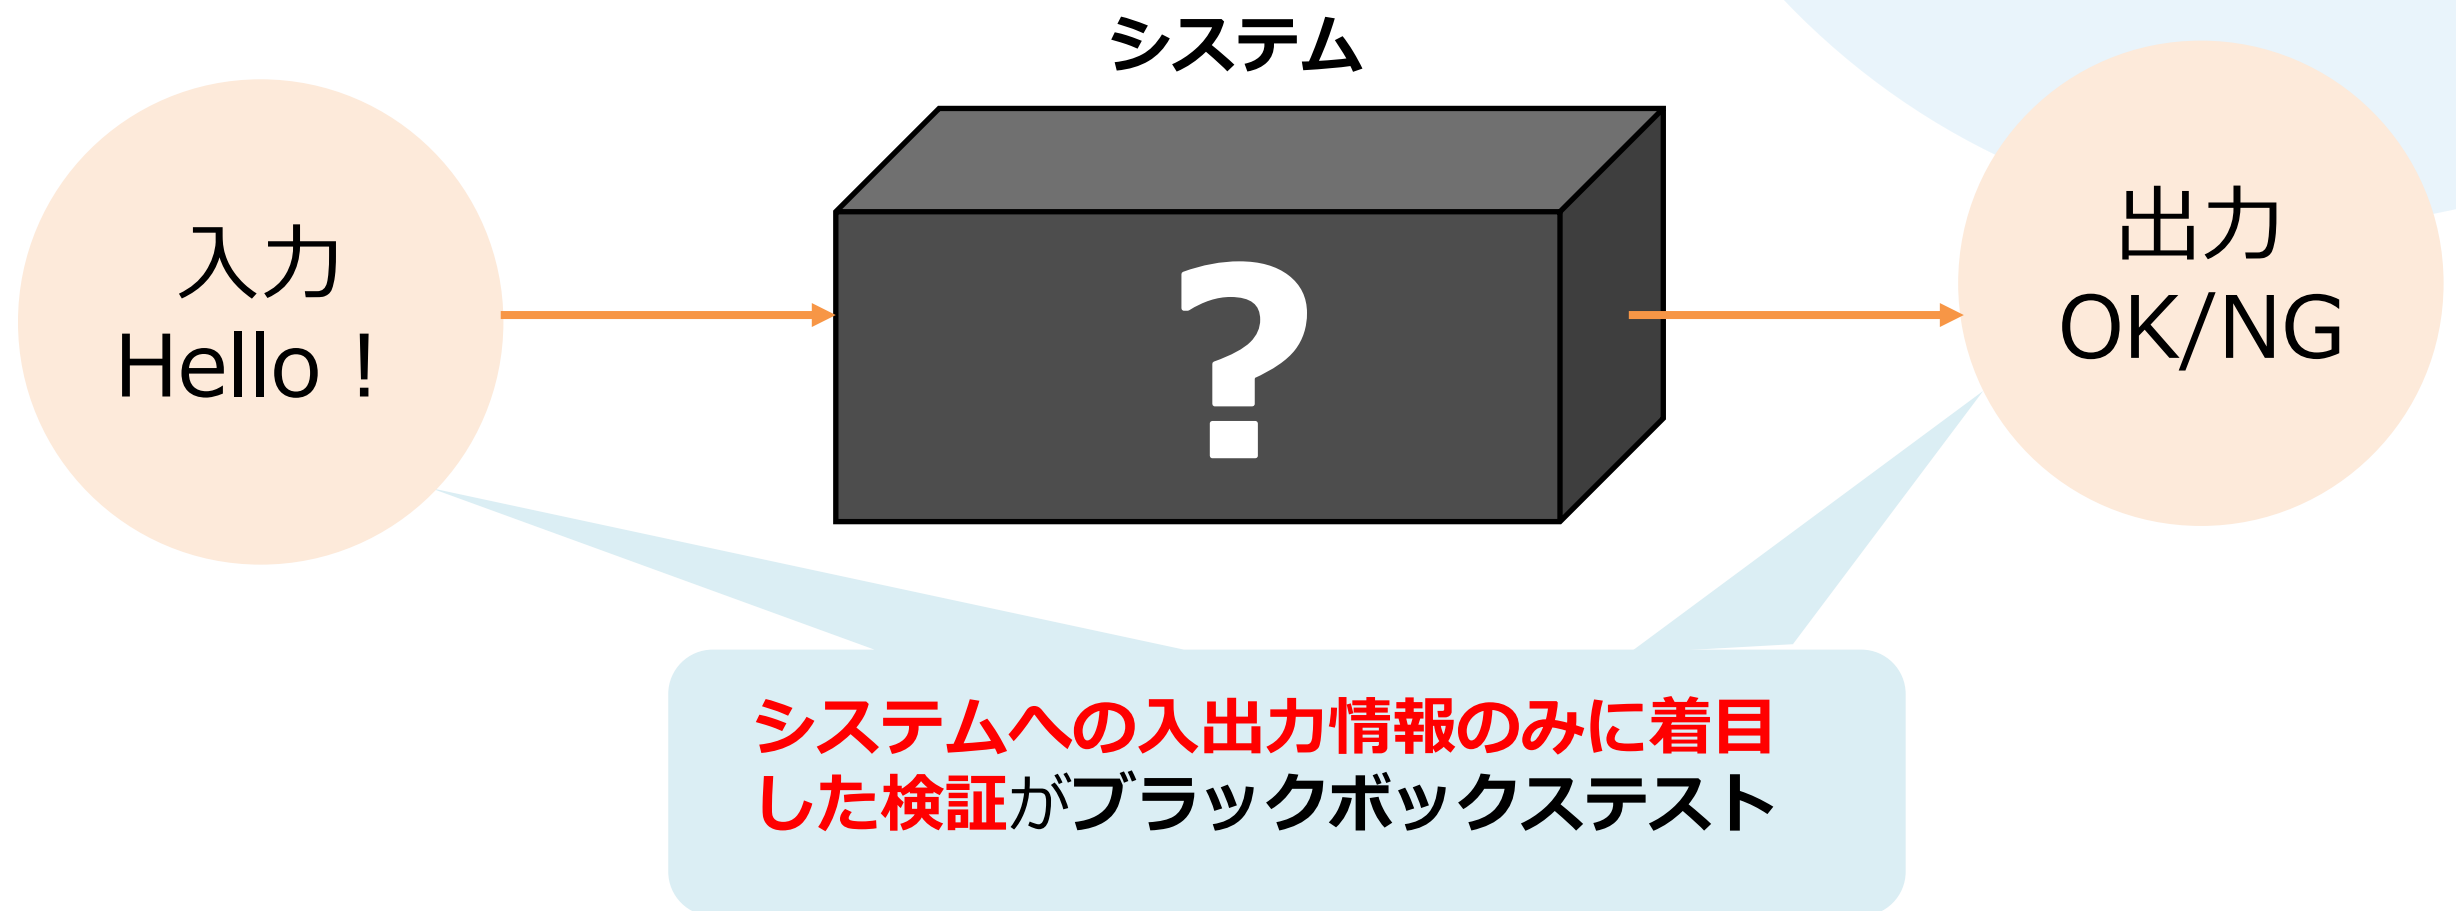 システム
入力
Hello！
?
出力
OK/NG
システムへの入出力情報のみに着目
した検証がブラックボックステスト